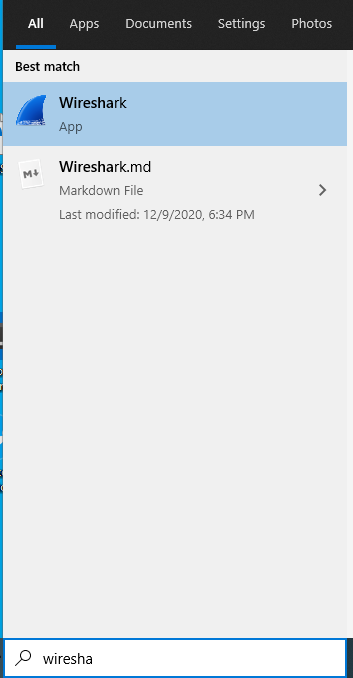 All Apps Documents Settings Photos
Best match
Wireshark
App
Wireshark.md
Markdown File
Last modified: 12/9/2020, 6:34 PM
wiresha